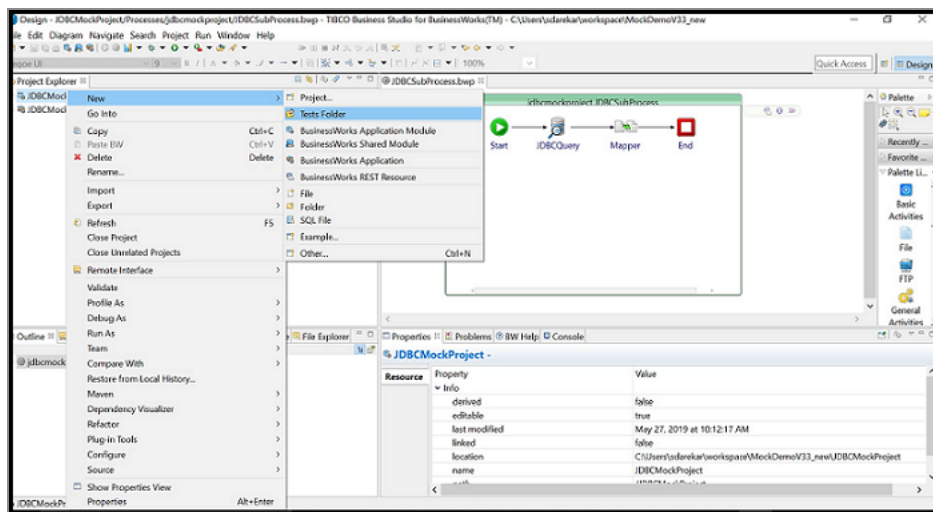 Design - JDBCMockProject/Processes/jdbcmockproject/JDBCSubProcess.bwp - TIBCO Business Studio for BusinessWorks(TM) - C:\Users\sdarekar\workspace\MockDemoV33_new
Edit Diagram Navigate Search Project Run Window Help
100%
Quick Access
Design
Project Explorer
JDBCSubProcess.bwp
JDBCMod
JDBCMod
New
Go Into
Copy Ctrl+C
Paste BW Ctrl+V
Delete Delete
Rename...
Import
Export
Refresh F5
Close Project
Close Unrelated Projects
Remote Interface
Validate
Profile As
Debug As
Run As
Team
Compare With
Restore from Local History...
Maven
Dependency Visualizer
Refactor
Plug-in Tools
Configure
Source
Show Properties View
Properties Alt+Enter
Project...
Tests Folder
BusinessWorks Application Module
BusinessWorks Shared Module
BusinessWorks Application
BusinessWorks REST Resource
File
Folder
SQL File
Example...
Other... Ctrl+N
jdbcmockproject.JDBCSubProcess
Start
JDBCQuery
Mapper
End
Palette
Recently ...
Favorite ...
Palette Li...
Basic
Activities
File
FTP
General
Activities
Outline
File Explorer
jdbcmock
Properties
Problems
BW Help
Console
JDBCMockProject -
Resource
Property Value
Info
derived false
editable true
last modified May 27, 2019 at 10:12:17 AM
linked false
location C:\Users\sdarekar\workspace\MockDemoV33_new\JDBCMockProject
name JDBCMockProject
JDBCMockPr